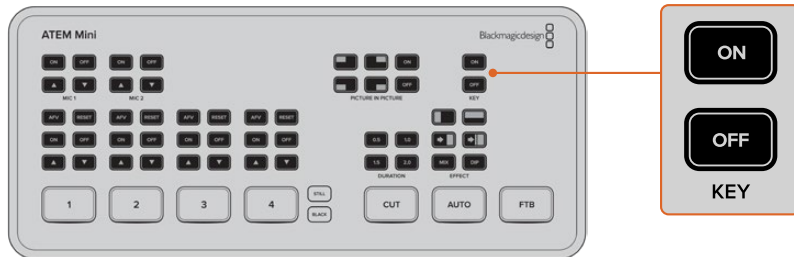 ATEM Mini
Blackmagicdesign
ON OFF ON OFF ON ON
MIC 1 MIC 2 OFF OFF
PICTURE IN PICTURE KEY
AFV RESET AFV RESET AFV RESET AFV RESET
ON OFF ON OFF ON OFF ON OFF 0.5 1.0
1.5 2.0 MIX DIP
DURATION EFFECT
1 2 3 4 STILL CUT AUTO FTB
BLACK
ON
OFF
KEY